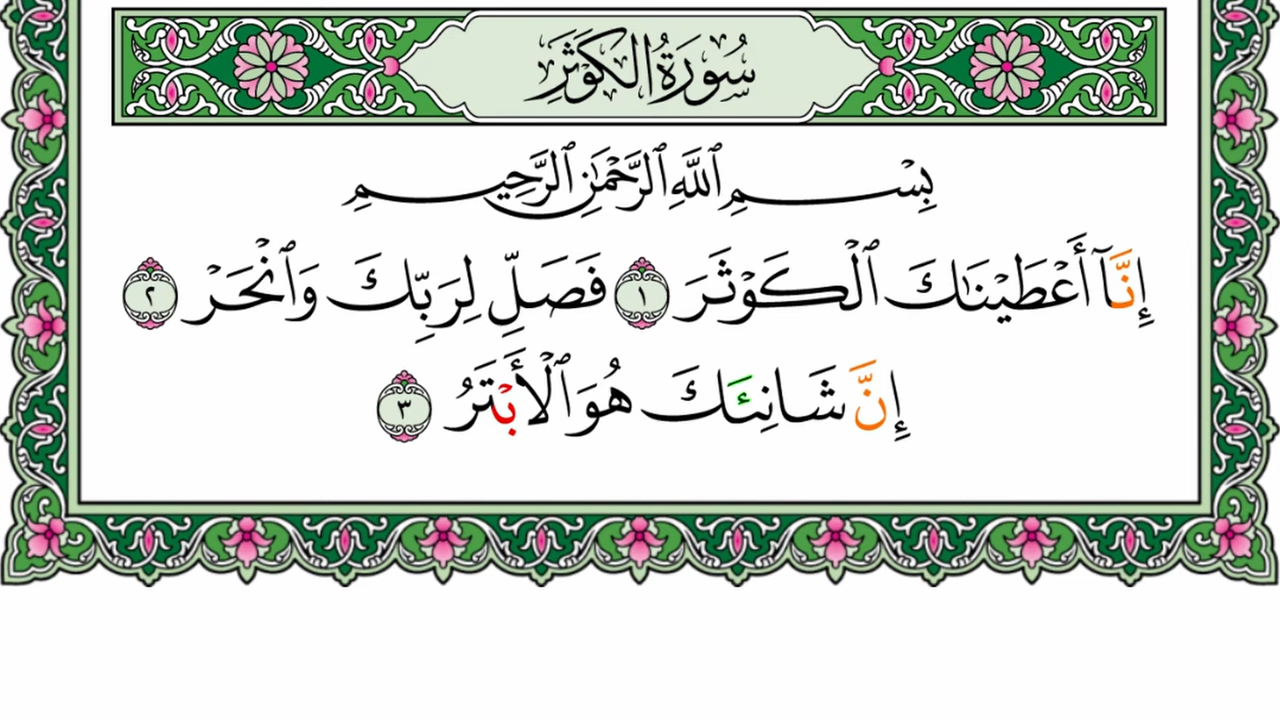 سُورَةُ الكَوۡثَرِ
بِسۡمِ ٱللَّهِ ٱلرَّحۡمَٰنِ ٱلرَّحِيمِ
إِنَّآ أَعۡطَيۡنَٰكَ ٱلۡكَوۡثَرَ ١ فَصَلِّ لِرَبِّكَ وَٱنۡحَرۡ ٢
إِنَّ شَانِئَكَ هُوَ ٱلۡأَبۡتَرُ ٣